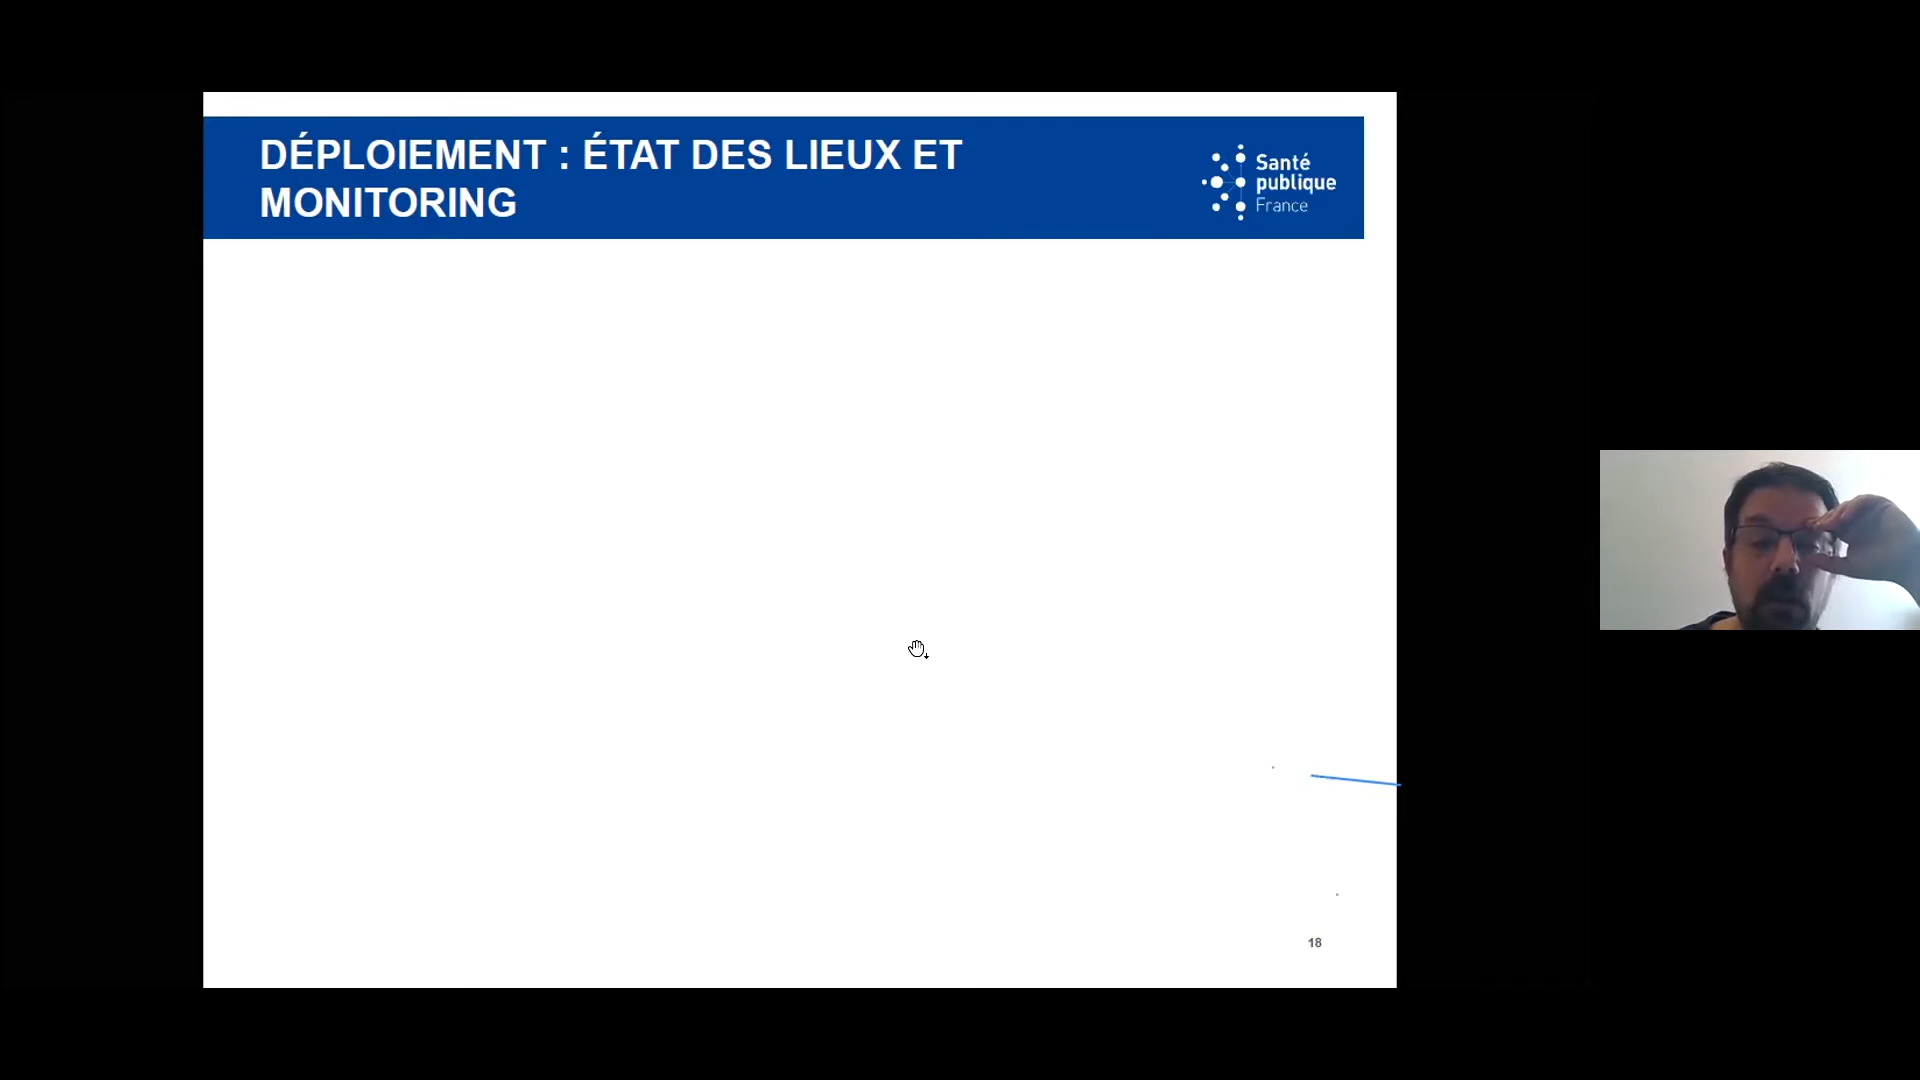 DÉPLOIEMENT : ÉTAT DES LIEUX ET
MONITORING
Santé
publique
France
18